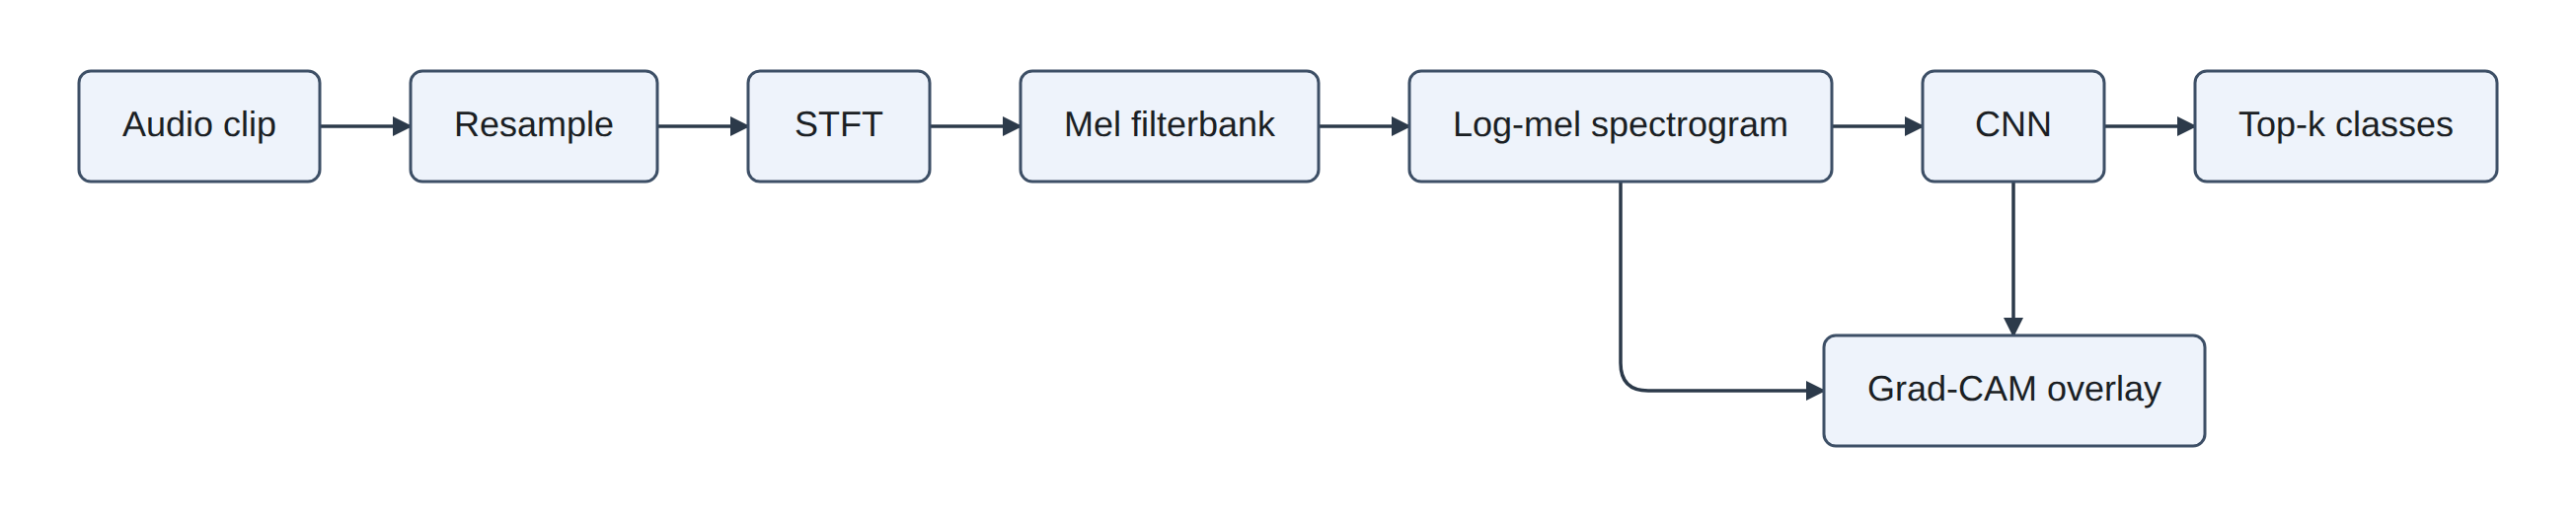 Audio clip
Resample
STFT
Mel filterbank
Log-mel spectrogram
CNN
Top-k classes
Grad-CAM overlay